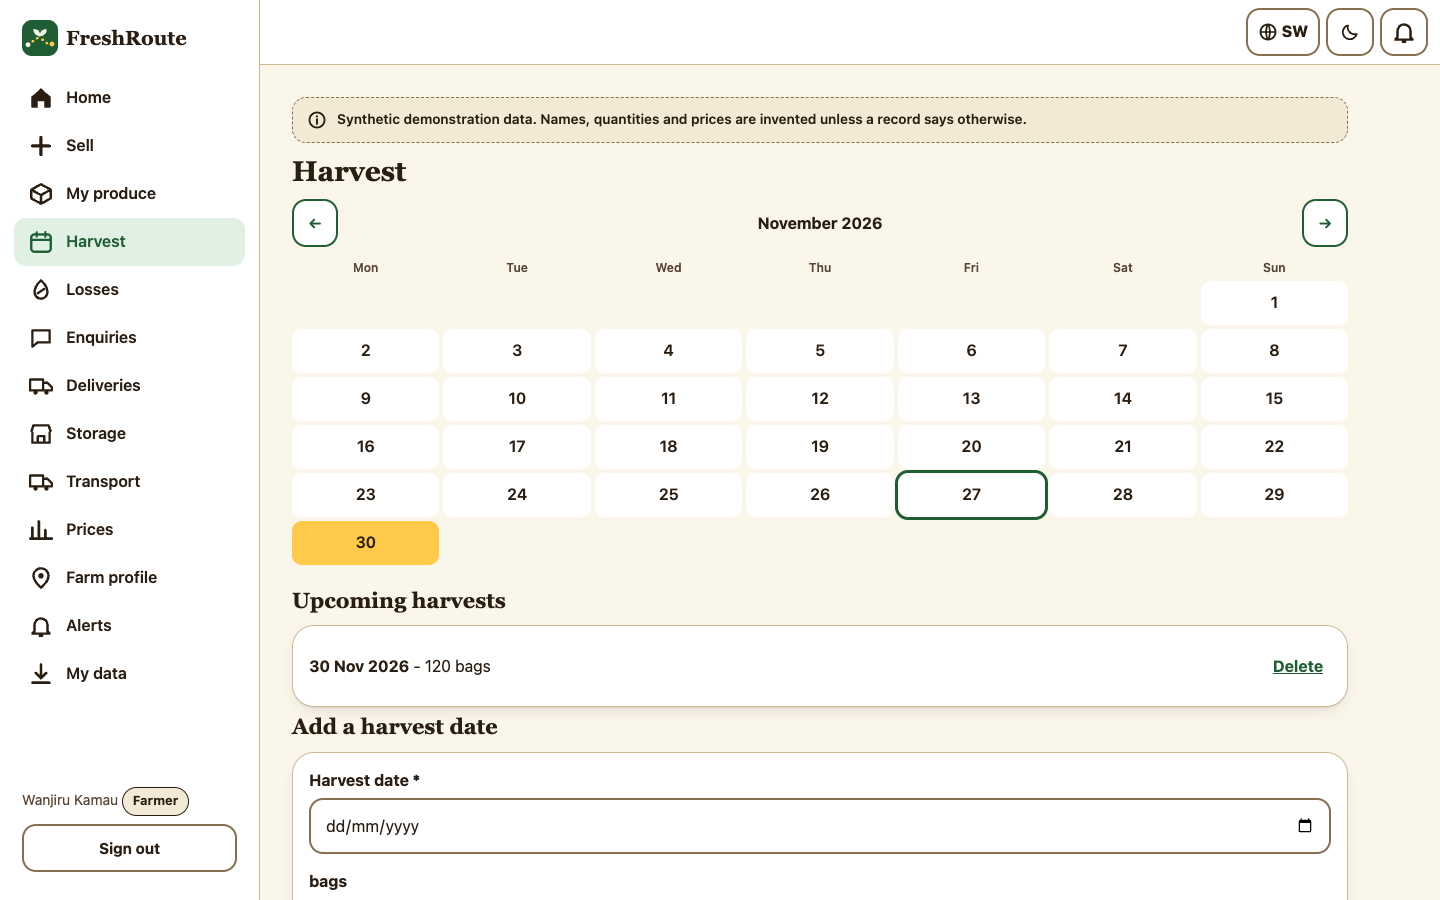 FreshRoute
SW
Home
Sell
My produce
Harvest
Losses
Enquiries
Deliveries
Storage
Transport
Prices
Farm profile
Alerts
My data
Wanjiru Kamau Farmer
Sign out
Synthetic demonstration data. Names, quantities and prices are invented unless a record says otherwise.
Harvest
November 2026
Mon Tue Wed Thu Fri Sat Sun
1
2 3 4 5 6 7 8
9 10 11 12 13 14 15
16 17 18 19 20 21 22
23 24 25 26 27 28 29
30
Upcoming harvests
30 Nov 2026 - 120 bags Delete
Add a harvest date
Harvest date *
dd/mm/yyyy
bags